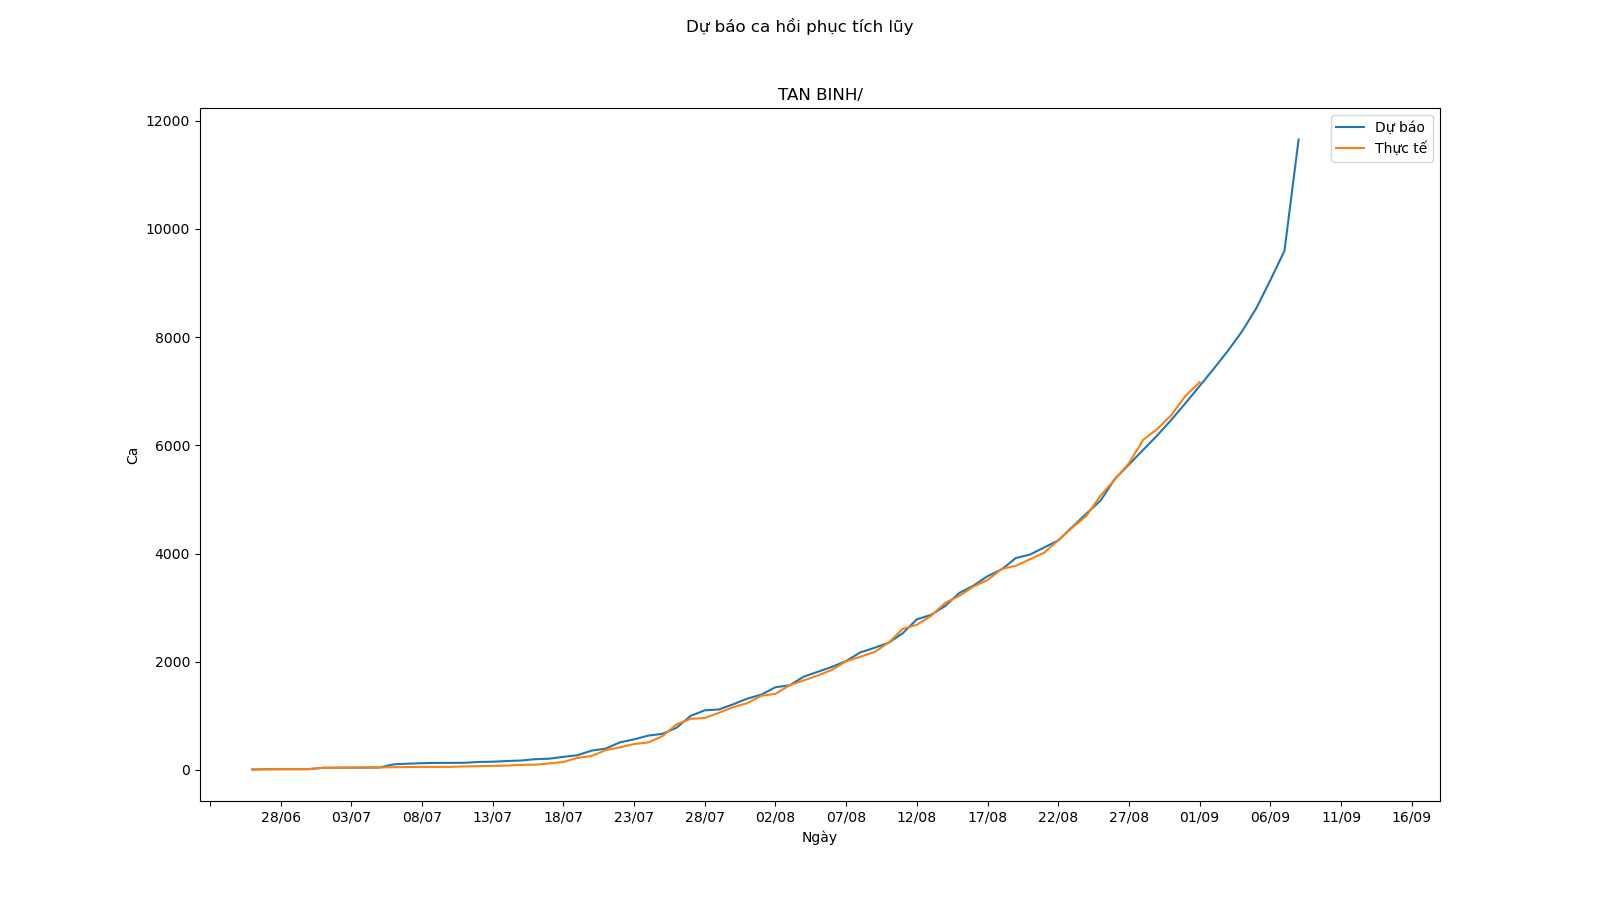 Dự báo ca hồi phục tích lũy
TAN BINH/
Dự báo
Thực tế
12000
10000
8000
6000
4000
2000
0
Ca
28/06 03/07 08/07 13/07 18/07 23/07 28/07 02/08 07/08 12/08 17/08 22/08 27/08 01/09 06/09 11/09 16/09
Ngày